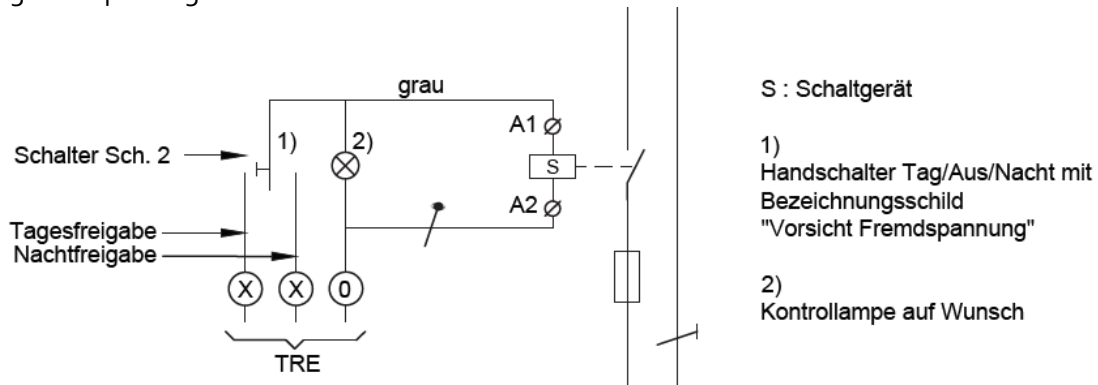 grau
A1
S
A2
1)
2)
Schalter Sch. 2
Tagesfreigabe
Nachtfreigabe
X X 0
TRE
S : Schaltgerät
1)
Handschalter Tag/Aus/Nacht mit
Bezeichnungsschild
"Vorsicht Fremdspannung"
2)
Kontrollampe auf Wunsch